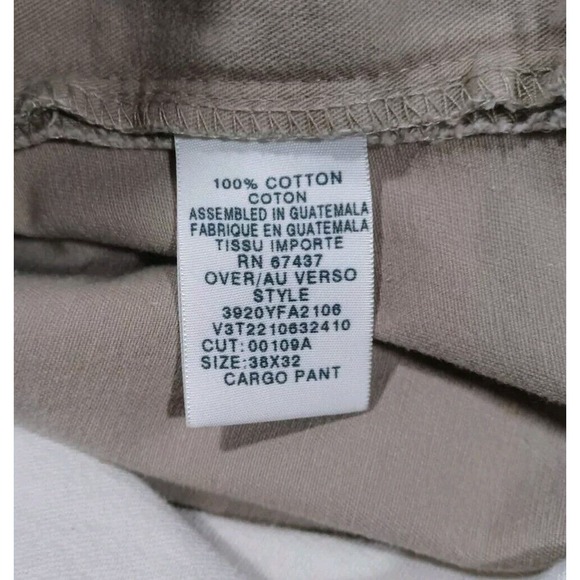 100% COTTON
COTON
ASSEMBLED IN GUATEMALA
FABRIQUE EN GUATEMALA
TISSU IMPORTE
RN 67437
OVER/AU VERSO
STYLE
3920YFA2106
V3T2210632410
CUT: 00109A
SIZE:38X32
CARGO PANT